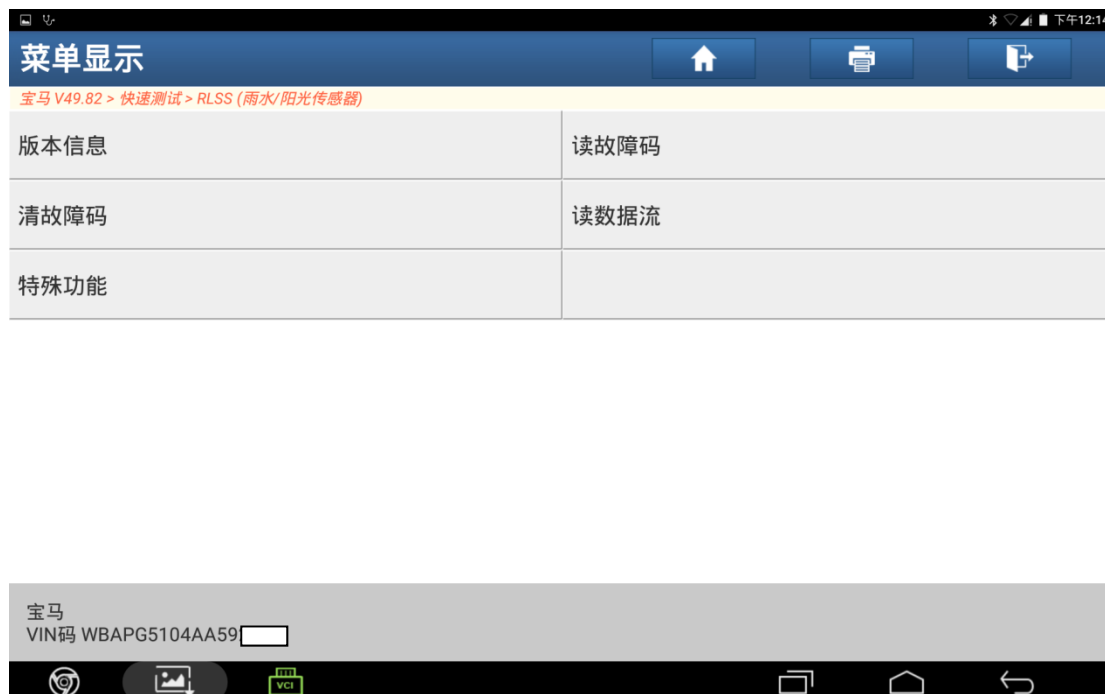 下午12:14
菜单显示
宝马 V49.82 > 快速测试 > RLSS (雨水/阳光传感器)
版本信息
读故障码
清故障码
读数据流
特殊功能
宝马
VIN码 WBAPG5104AA59
VCI